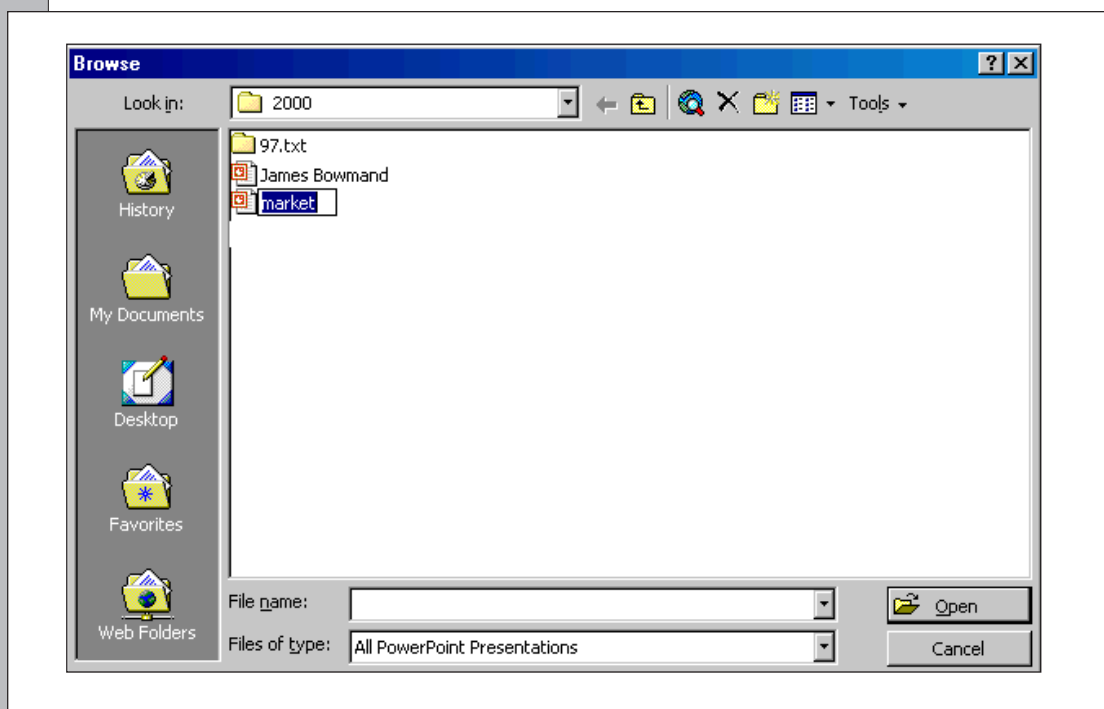 Browse
Look in: 2000 Tools
97.txt
James Bowmand
market
History
My Documents
Desktop
Favorites
Web Folders
File name:
Open
Files of type: All PowerPoint Presentations
Cancel